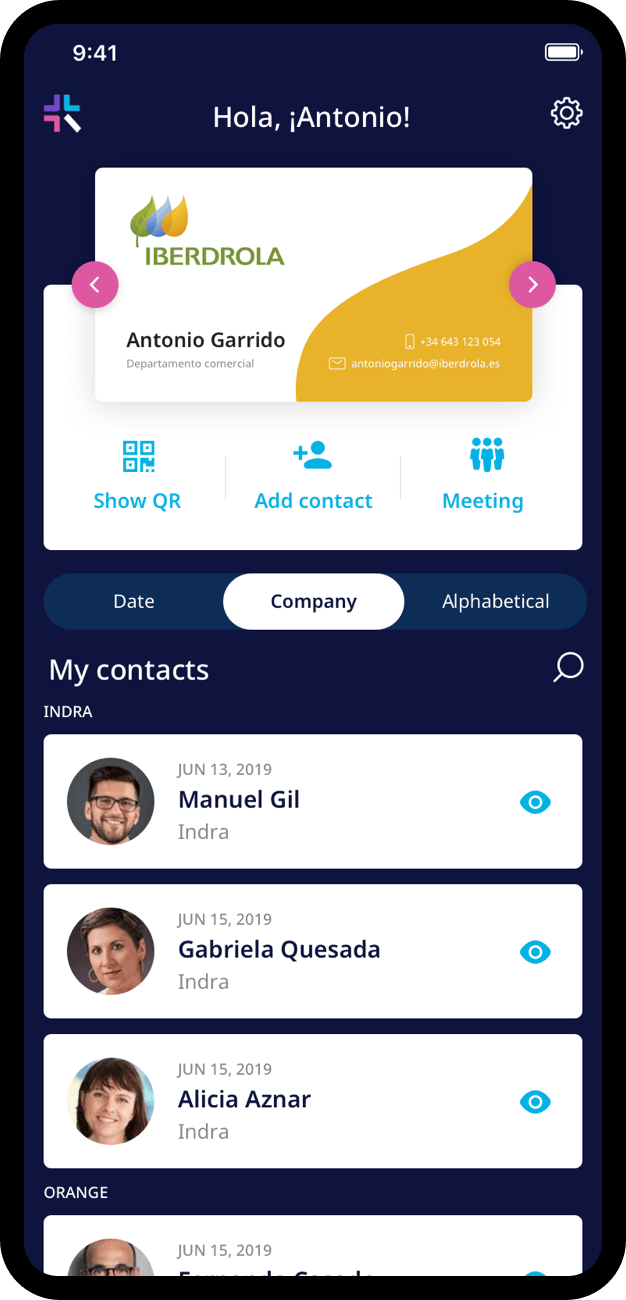 9:41
Hola, ¡Antonio!
IBERDROLA
Antonio Garrido
Departamento comercial
+34 643 123 054
antoniogarrido@iberdrola.es
Show QR
Add contact
Meeting
Date
Company
Alphabetical
My contacts
INDRA
JUN 13, 2019
Manuel Gil
Indra
JUN 15, 2019
Gabriela Quesada
Indra
JUN 15, 2019
Alicia Aznar
Indra
ORANGE
JUN 15, 2019